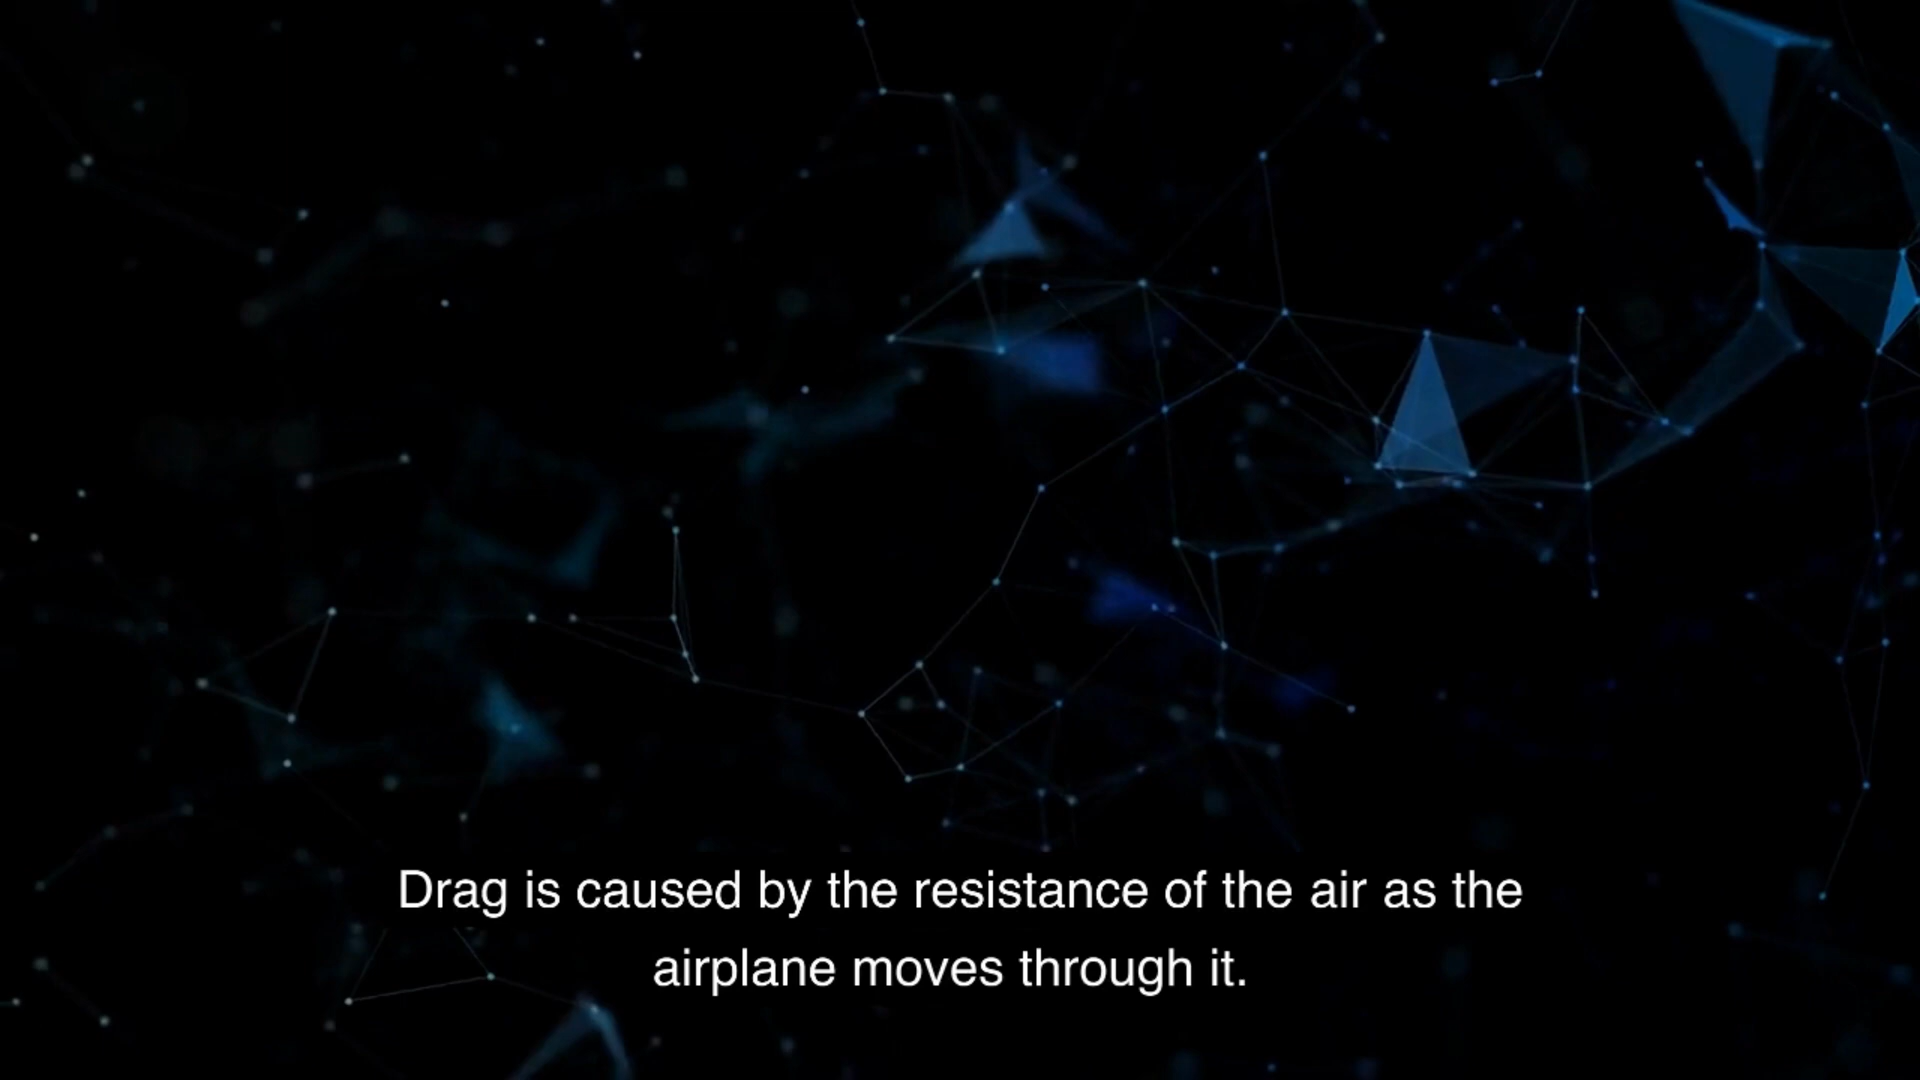 Drag is caused by the resistance of the air as the
airplane moves through it.